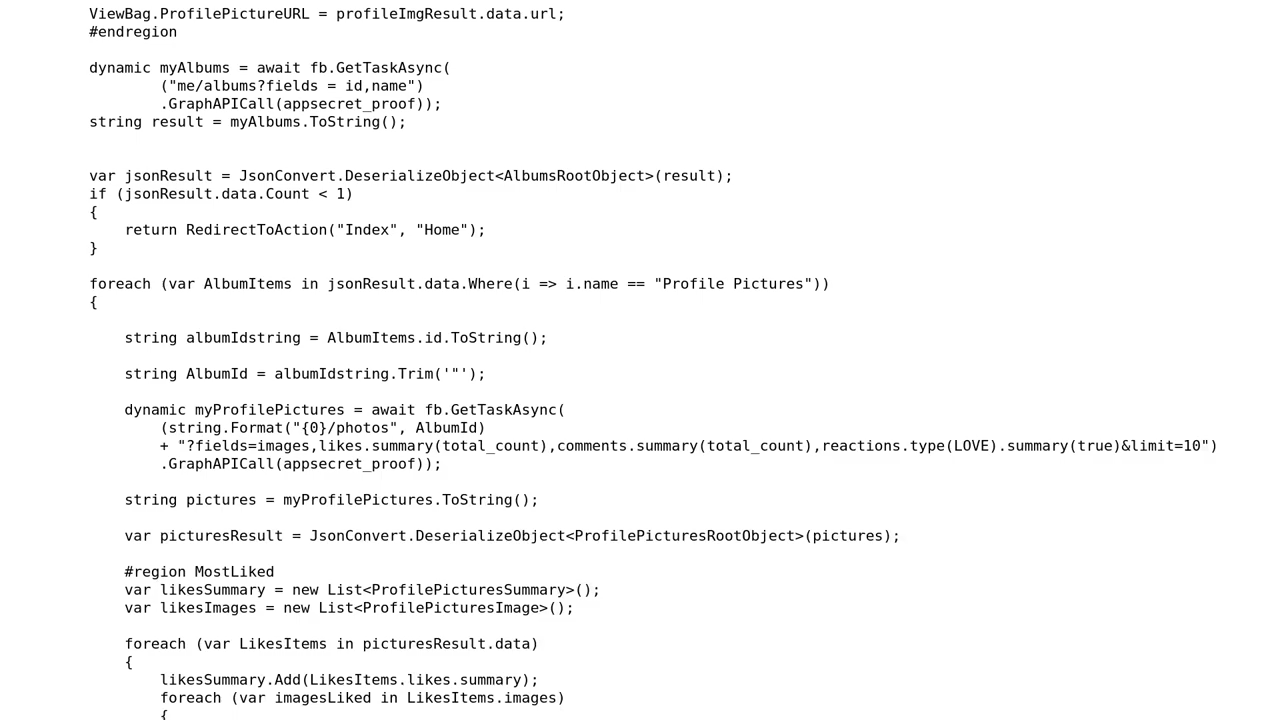 ViewBag.ProfilePictureURL = profileImgResult.data.url;
#endregion
dynamic myAlbums = await fb.GetTaskAsync(
("me/albums?fields = id,name")
.GraphAPICall(appsecret_proof));
string result = myAlbums.ToString();
var jsonResult = JsonConvert.DeserializeObject<AlbumsRootObject>(result);
if (jsonResult.data.Count < 1)
{
return RedirectToAction("Index", "Home");
}
foreach (var AlbumItems in jsonResult.data.Where(i => i.name == "Profile Pictures"))
{
string albumIdstring = AlbumItems.id.ToString();
string AlbumId = albumIdstring.Trim('"');
dynamic myProfilePictures = await fb.GetTaskAsync(
(string.Format("{0}/photos", AlbumId)
+ "?fields=images,likes.summary(total_count),comments.summary(total_count),reactions.type(LOVE).summary(true)&limit=10")
.GraphAPICall(appsecret_proof));
string pictures = myProfilePictures.ToString();
var picturesResult = JsonConvert.DeserializeObject<ProfilePicturesRootObject>(pictures);
#region MostLiked
var likesSummary = new List<ProfilePicturesSummary>();
var likesImages = new List<ProfilePicturesImage>();
foreach (var LikesItems in picturesResult.data)
{
likesSummary.Add(LikesItems.likes.summary);
foreach (var imagesLiked in LikesItems.images)
{